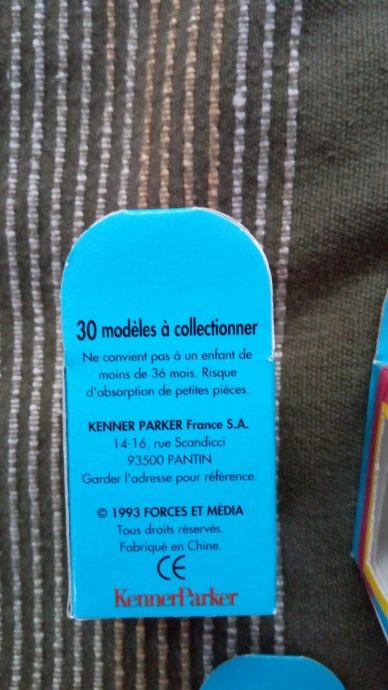 30 modèles à collectionner
Ne convient pas à un enfant de
moins de 36 mois. Risque
d'absorption de petites pièces.
KENNER PARKER France S.A.
14-16, rue Scandicci
93500 PANTIN
Garder l'adresse pour référence.
© 1993 FORCES ET MÉDIA
Tous droits réservés.
Fabriqué en Chine.
CE
KennerParker